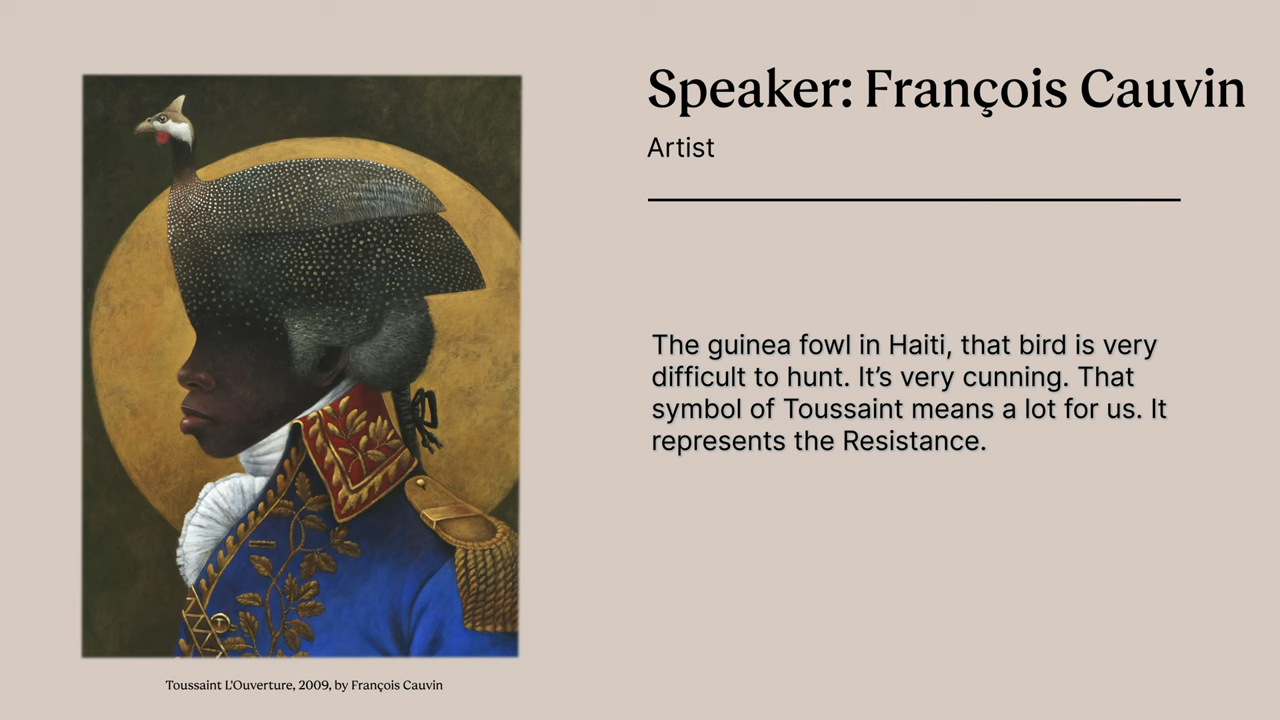 Speaker: François Cauvin
Artist
The guinea fowl in Haiti, that bird is very
difficult to hunt. It’s very cunning. That
symbol of Toussaint means a lot for us. It
represents the Resistance.
Toussaint L'Ouverture, 2009, by François Cauvin